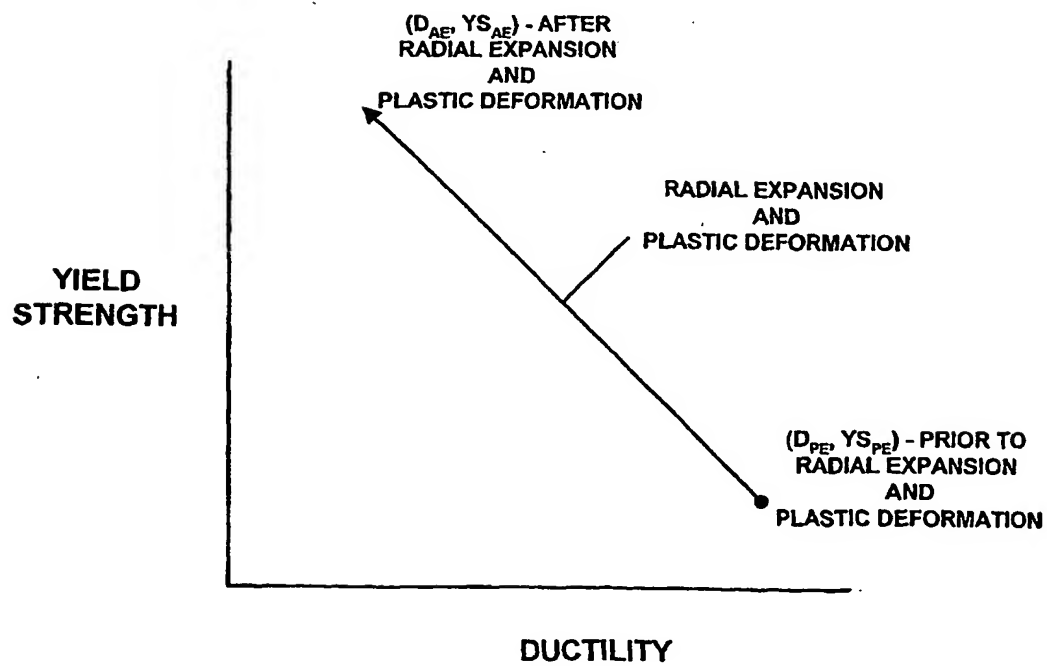 (D_AE, YS_AE) - AFTER
RADIAL EXPANSION
AND
PLASTIC DEFORMATION
RADIAL EXPANSION
AND
PLASTIC DEFORMATION
YIELD
STRENGTH
(D_PE, YS_PE) - PRIOR TO
RADIAL EXPANSION
AND
PLASTIC DEFORMATION
DUCTILITY